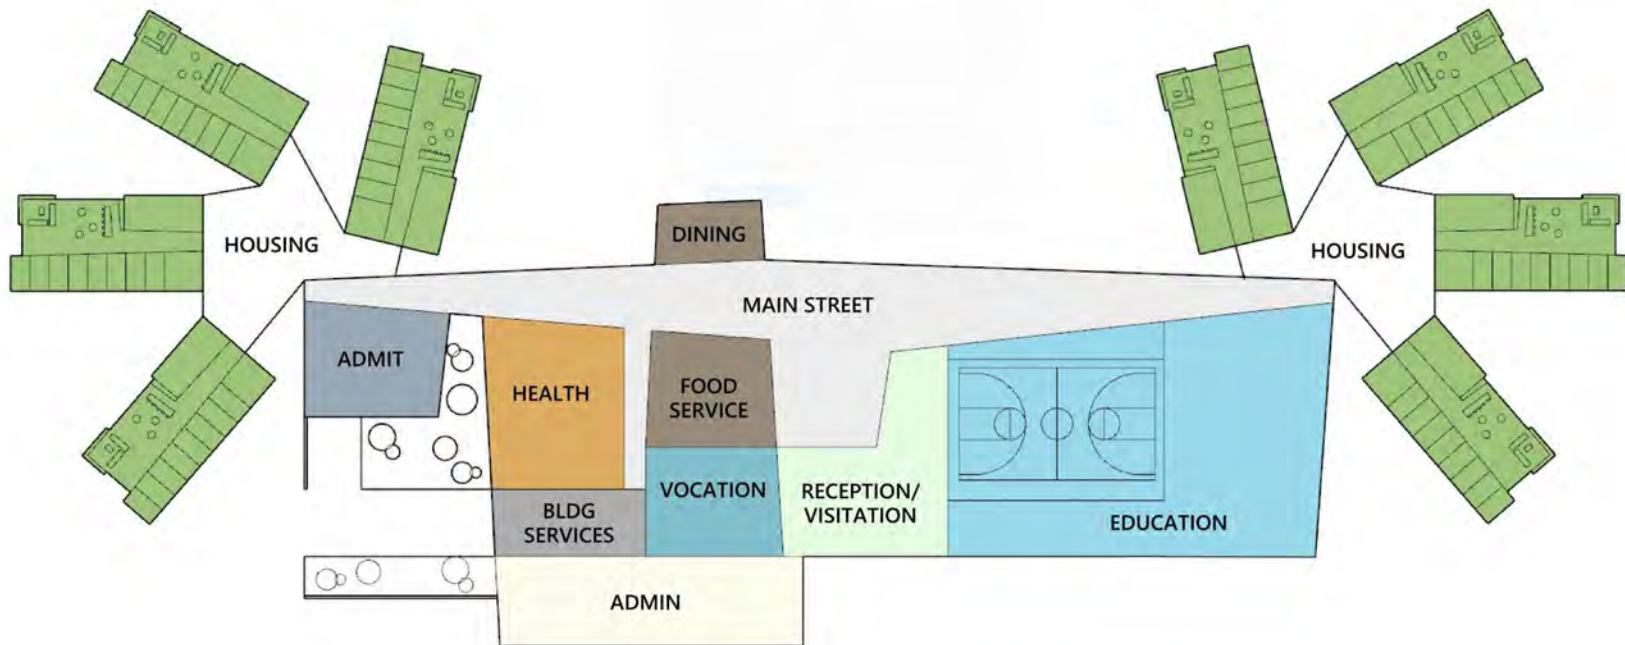 DINING
HOUSING
HOUSING
MAIN STREET
ADMIT
HEALTH
FOOD
SERVICE
VOCATION
RECEPTION/
VISITATION
BLDG
SERVICES
EDUCATION
ADMIN